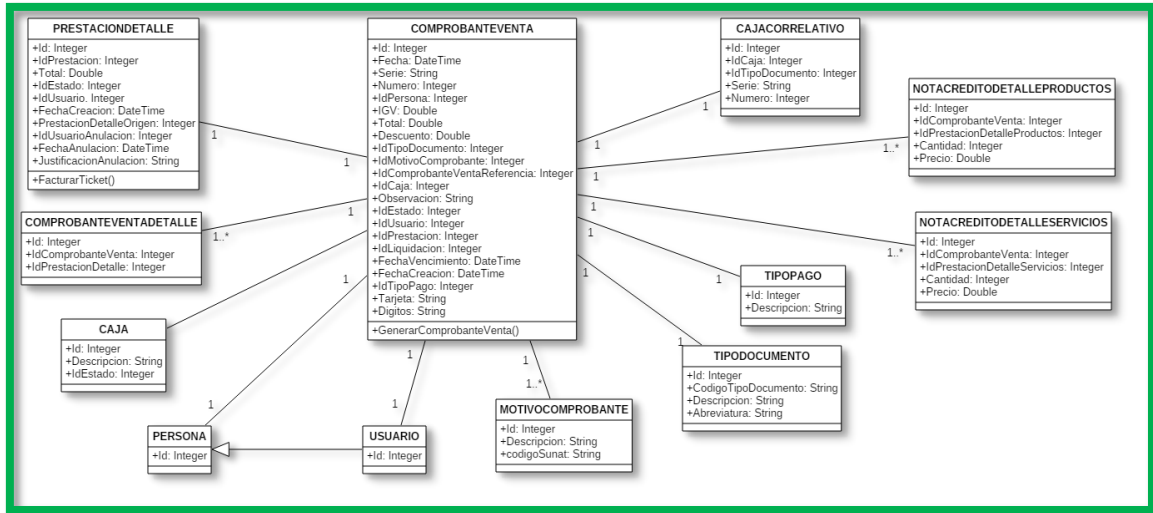 PRESTACIONDETALLE
+Id: Integer
+IdPrestacion: Integer
+Total: Double
+IdEstado: Integer
+IdUsuario. Integer
+FechaCreacion: DateTime
+PrestacionDetalleOrigen: Integer
+IdUsuarioAnulacion: Integer
+FechaAnulacion: DateTime
+JustificacionAnulacion: String
+FacturarTicket()
COMPROBANTEVENTA
+Id: Integer
+Fecha: DateTime
+Serie: String
+Numero: Integer
+IdPersona: Integer
+IGV: Double
+Total: Double
+Descuento: Double
+IdTipoDocumento: Integer
+IdMotivoComprobante: Integer
+IdComprobanteVentaReferencia: Integer
+IdCaja: Integer
+Observacion: String
+IdEstado: Integer
+IdUsuario: Integer
+IdPrestacion: Integer
+IdLiquidacion: Integer
+FechaVencimiento: DateTime
+FechaCreacion: DateTime
+IdTipoPago: Integer
+Tarjeta: String
+Digitos: String
+GenerarComprobanteVenta()
CAJACORRELATIVO
+Id: Integer
+IdCaja: Integer
+IdTipoDocumento: Integer
+Serie: String
+Numero: Integer
NOTACREDITODETALLEPRODUCTOS
+Id: Integer
+IdComprobanteVenta: Integer
+IdPrestacionDetalleProductos: Integer
+Cantidad: Integer
+Precio: Double
COMPROBANTEVENTADETALLE
+Id: Integer
+IdComprobanteVenta: Integer
+IdPrestacionDetalle: Integer
NOTACREDITODETALLESERVICIOS
+Id: Integer
+IdComprobanteVenta: Integer
+IdPrestacionDetalleServicios: Integer
+Cantidad: Integer
+Precio: Double
TIPOPAGO
+Id: Integer
+Descripcion: String
CAJA
+Id: Integer
+Descripcion: String
+IdEstado: Integer
TIPODOCUMENTO
+Id: Integer
+CodigoTipoDocumento: String
+Descripcion: String
+Abreviatura: String
MOTIVOCOMPROBANTE
+Id: Integer
+Descripcion: String
+codigoSunat: String
PERSONA
+Id: Integer
USUARIO
+Id: Integer
1
1
1
1..*
1
1
1
1
1
1..*
1
1
1
1..*
1
1..*
1
1
1
1